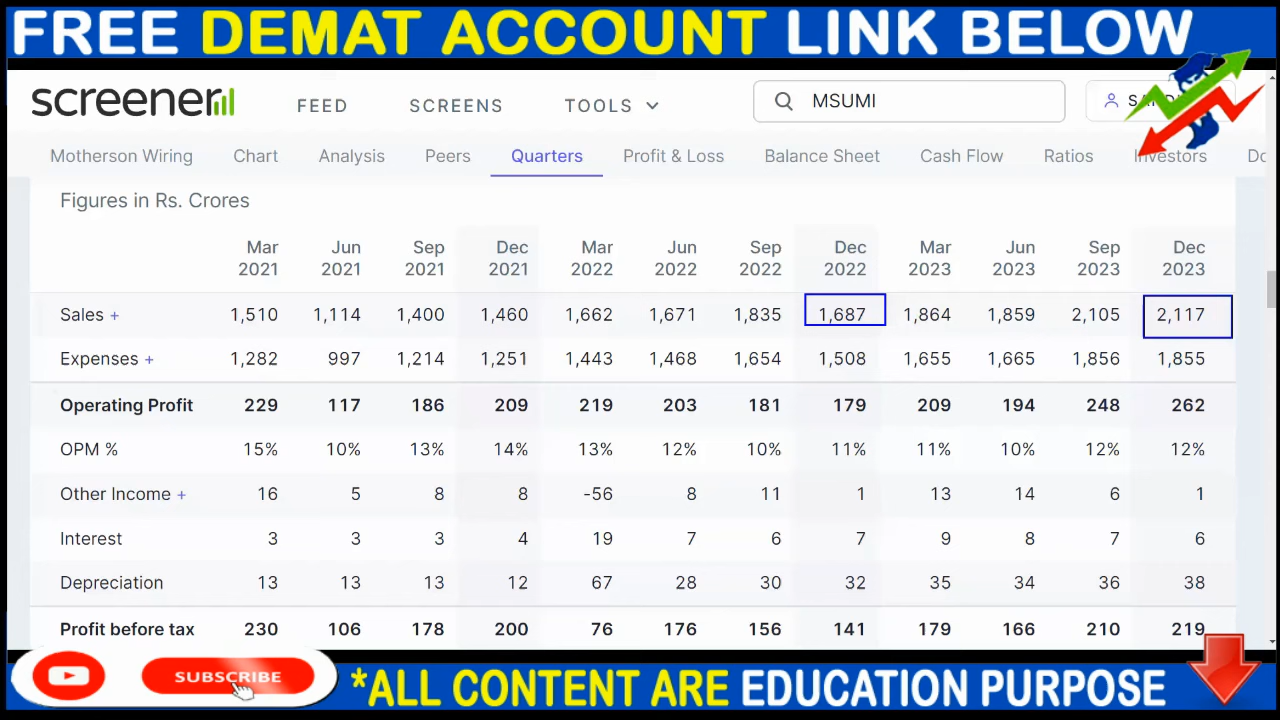 FREE DEMAT ACCOUNT LINK BELOW
screener FEED SCREENS TOOLS MSUMI
Motherson Wiring Chart Analysis Peers Quarters Profit & Loss Balance Sheet Cash Flow Ratios Investors
Figures in Rs. Crores
Mar Jun Sep Dec Mar Jun Sep Dec Mar Jun Sep Dec
2021 2021 2021 2021 2022 2022 2022 2022 2023 2023 2023 2023
Sales + 1,510 1,114 1,400 1,460 1,662 1,671 1,835 1,687 1,864 1,859 2,105 2,117
Expenses + 1,282 997 1,214 1,251 1,443 1,468 1,654 1,508 1,655 1,665 1,856 1,855
Operating Profit 229 117 186 209 219 203 181 179 209 194 248 262
OPM % 15% 10% 13% 14% 13% 12% 10% 11% 11% 10% 12% 12%
Other Income + 16 5 8 8 -56 8 11 1 13 14 6 1
Interest 3 3 3 4 19 7 6 7 9 8 7 6
Depreciation 13 13 13 12 67 28 30 32 35 34 36 38
Profit before tax 230 106 178 200 76 176 156 141 179 166 210 219
SUBSCRIBE
*ALL CONTENT ARE EDUCATION PURPOSE